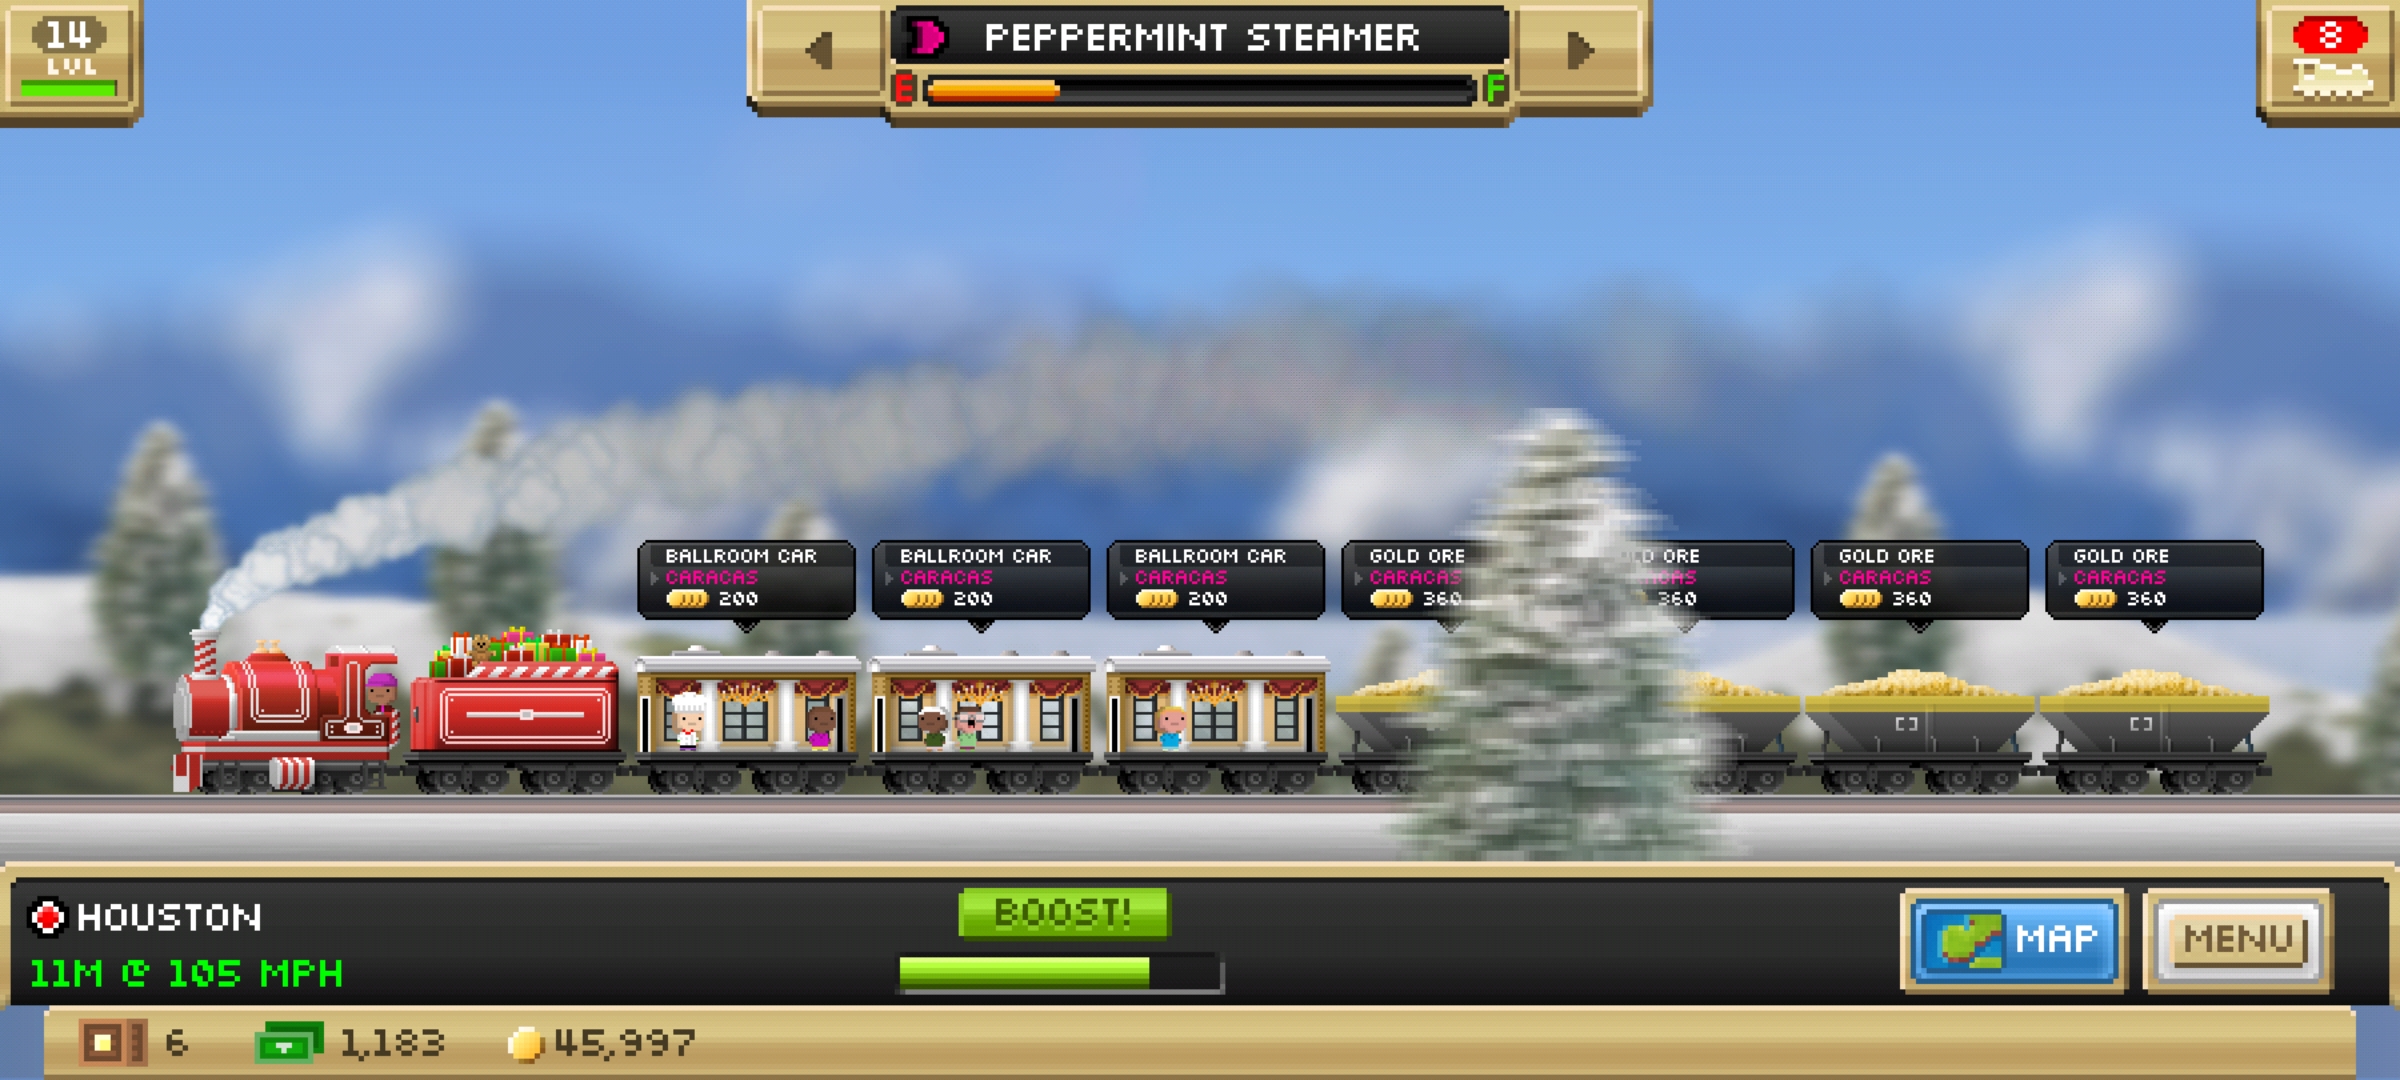 14
LVL
PEPPERMINT STEAMER
E F
8
BALLROOM CAR
CARACAS
200
BALLROOM CAR
CARACAS
200
BALLROOM CAR
CARACAS
200
GOLD ORE
CARACAS
360
ORE
360
GOLD ORE
CARACAS
360
GOLD ORE
CARACAS
360
HOUSTON
11M @ 105 MPH
BOOST!
MAP
MENU
6
1,183
45,997